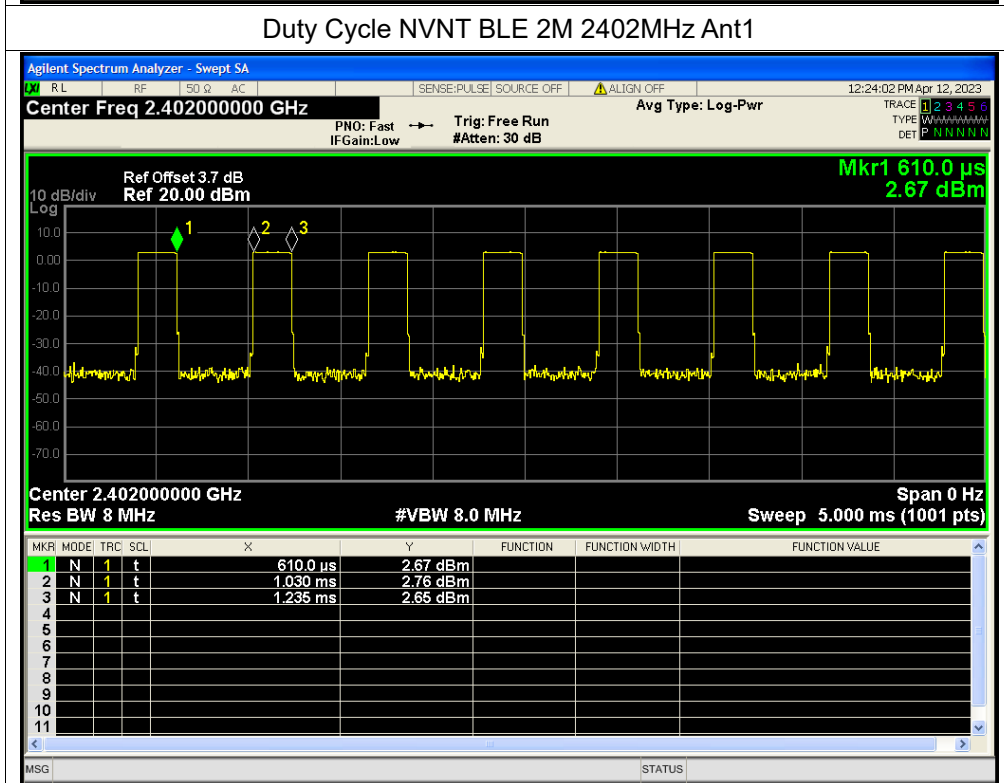 Duty Cycle NVNT BLE 2M 2402MHz Ant1
Agilent Spectrum Analyzer - Swept SA
LXI RL RF 50 Ω AC SENSE:PULSE SOURCE OFF ALIGN OFF 12:24:02 PM Apr 12, 2023
Center Freq 2.402000000 GHz Avg Type: Log-Pwr TRACE 1 2 3 4 5 6
PNO: Fast Trig: Free Run TYPE WWWWWW
IFGain:Low #Atten: 30 dB DET P N N N N N
Mkr1 610.0 µs
Ref Offset 3.7 dB
10 dB/div Ref 20.00 dBm 2.67 dBm
Log
1 2 3
10.0
0.00
-10.0
-20.0
-30.0
-40.0
-50.0
-60.0
-70.0
Center 2.402000000 GHz Span 0 Hz
Res BW 8 MHz #VBW 8.0 MHz Sweep 5.000 ms (1001 pts)
MKR MODE TRC SCL X Y FUNCTION FUNCTION WIDTH FUNCTION VALUE
1 N 1 t 610.0 µs 2.67 dBm
2 N 1 t 1.030 ms 2.76 dBm
3 N 1 t 1.235 ms 2.65 dBm
4
5
6
7
8
9
10
11
MSG STATUS